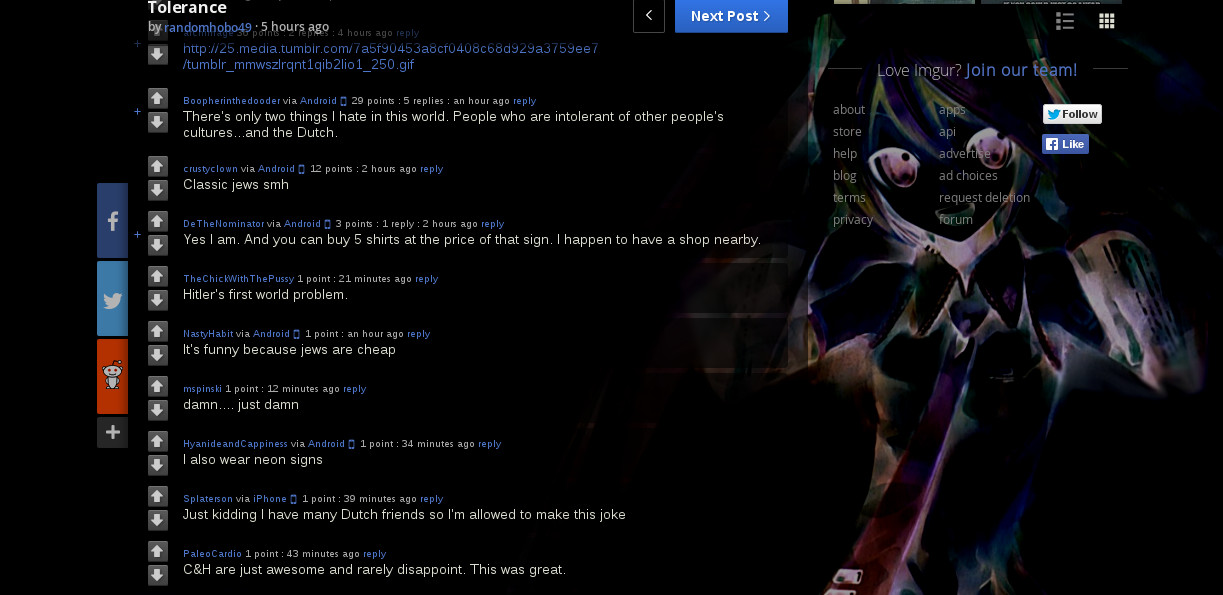 Tolerance
by randomhobo49 · 5 hours ago
Next Post
archimage 36 points : 2 replies : 4 hours ago reply
http://25.media.tumblr.com/7a5f90453a8cf0408c68d929a3759ee7
/tumblr_mmwszlrqnt1qib2lio1_250.gif
Boopherinthedooder via Android 29 points : 5 replies : an hour ago reply
There's only two things I hate in this world. People who are intolerant of other people's
cultures...and the Dutch.
crustyclown via Android 12 points : 2 hours ago reply
Classic jews smh
DeTheNominator via Android 3 points : 1 reply : 2 hours ago reply
Yes I am. And you can buy 5 shirts at the price of that sign. I happen to have a shop nearby.
TheChickWithThePussy 1 point : 21 minutes ago reply
Hitler's first world problem.
NastyHabit via Android 1 point : an hour ago reply
It's funny because jews are cheap
mspinski 1 point : 12 minutes ago reply
damn.... just damn
HyanideandCappiness via Android 1 point : 34 minutes ago reply
I also wear neon signs
Splaterson via iPhone 1 point : 39 minutes ago reply
Just kidding I have many Dutch friends so I'm allowed to make this joke
PaleoCardio 1 point : 43 minutes ago reply
C&H are just awesome and rarely disappoint. This was great.
Love Imgur? Join our team!
about
store
help
blog
terms
privacy
apps
api
advertise
ad choices
request deletion
forum
Follow
Like